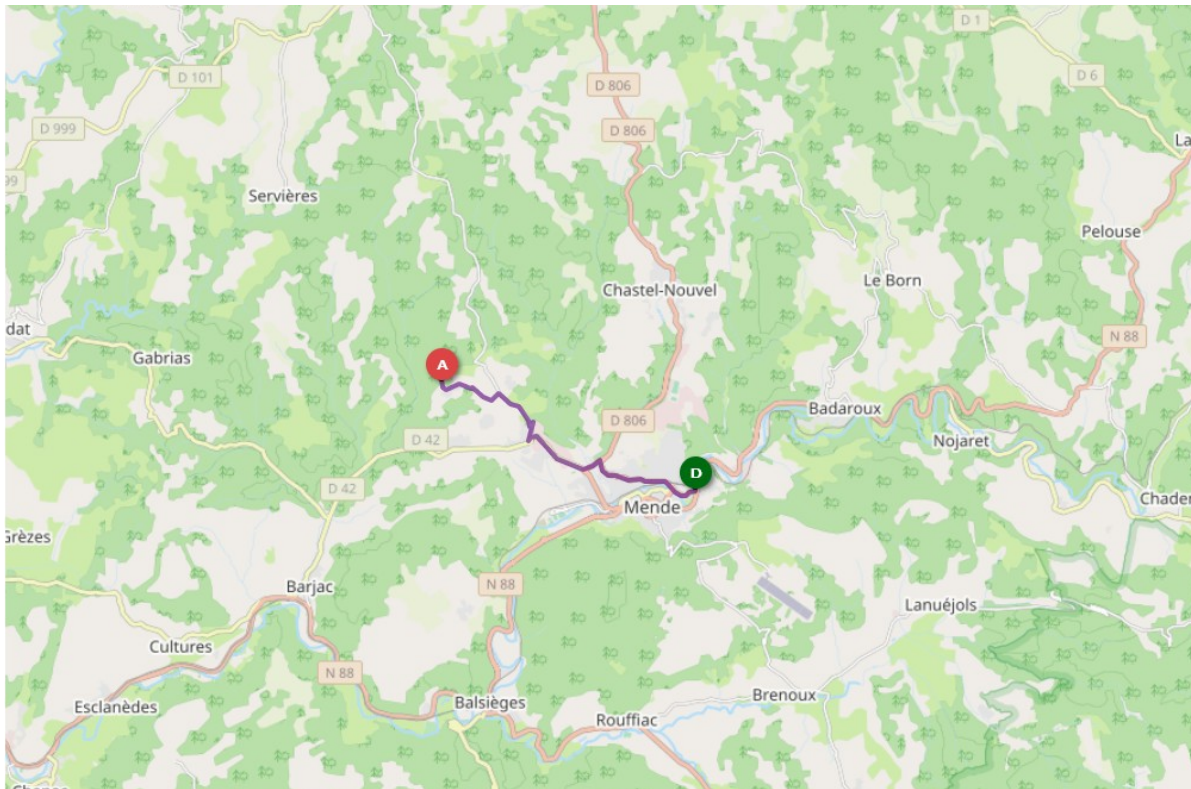 D 1
D 806
D 6
D 101
D 999
D 806
99
La
Servières
Pelouse
Le Born
Chastel-Nouvel
dat
N 88
Gabrias
A
Badaroux
D 806
D 42
Nojaret
D
D 42
Chader
Mende
Grèzes
N 88
Barjac
Lanuéjols
Cultures
N 88
Brenoux
Balsièges
Esclanèdes
Rouffiac